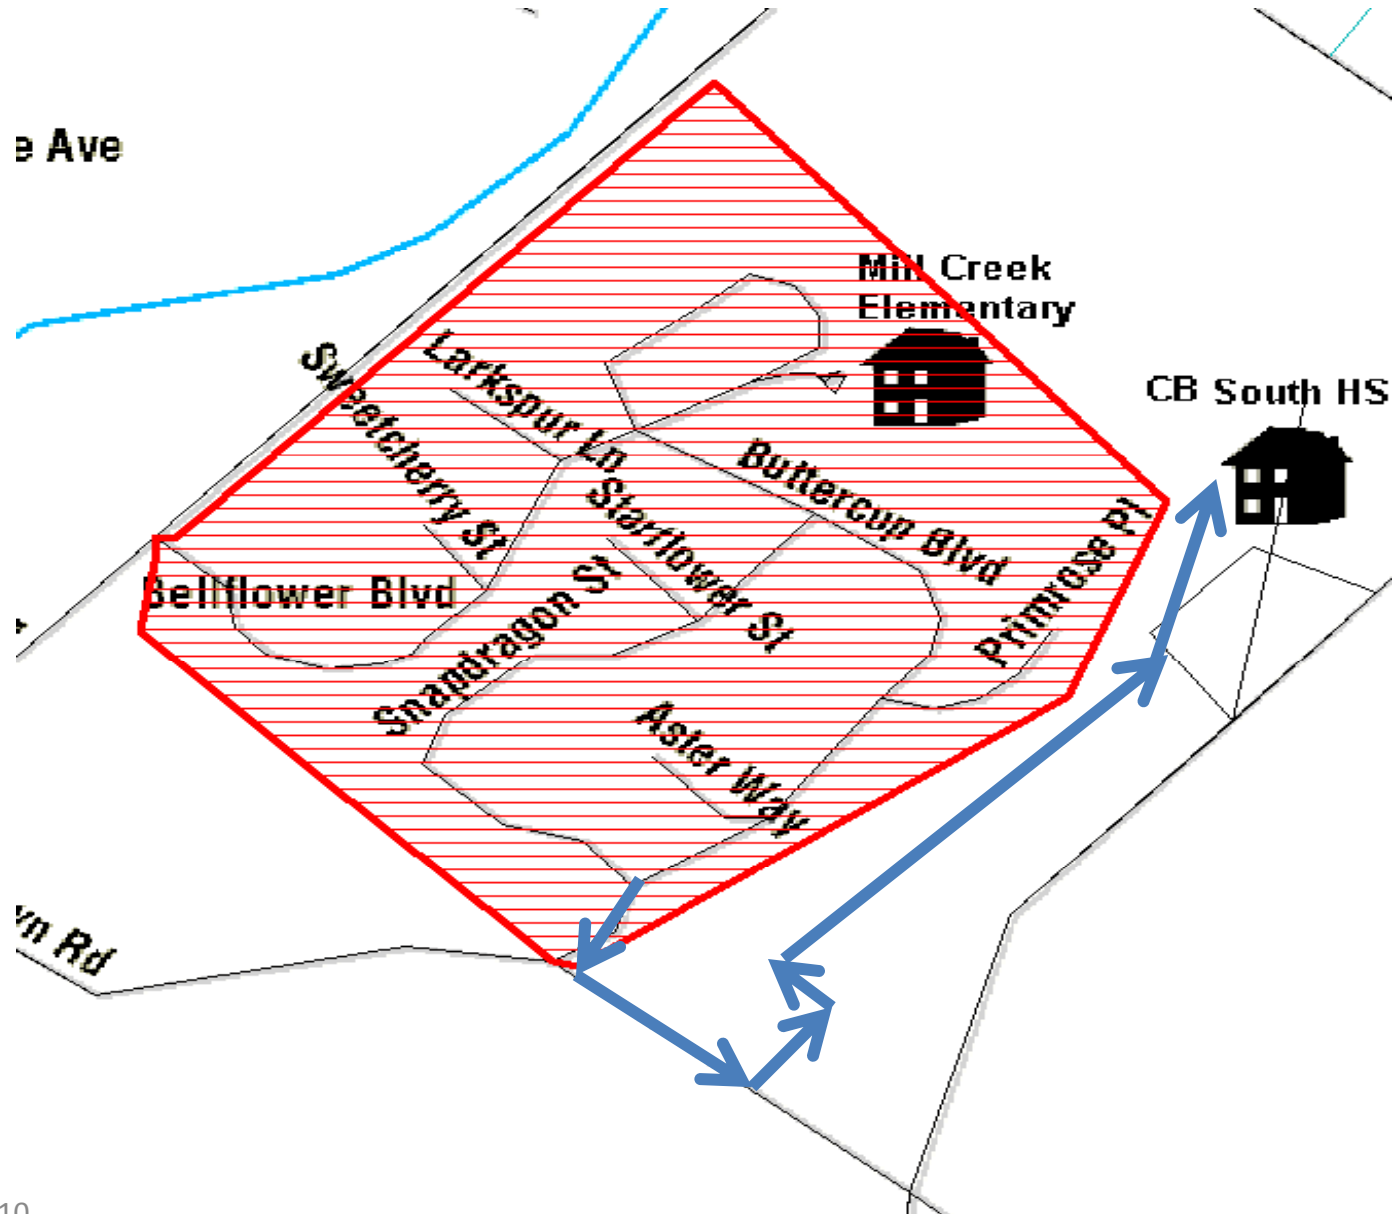 e Ave
Mill Creek
Elementary
CB South HS
Larkspur Ln
Sweetcherry St
Buttercup Blvd
Starflower St
Primrose Pl
Bellflower Blvd
Snapdragon St
Aster Way
wn Rd
10